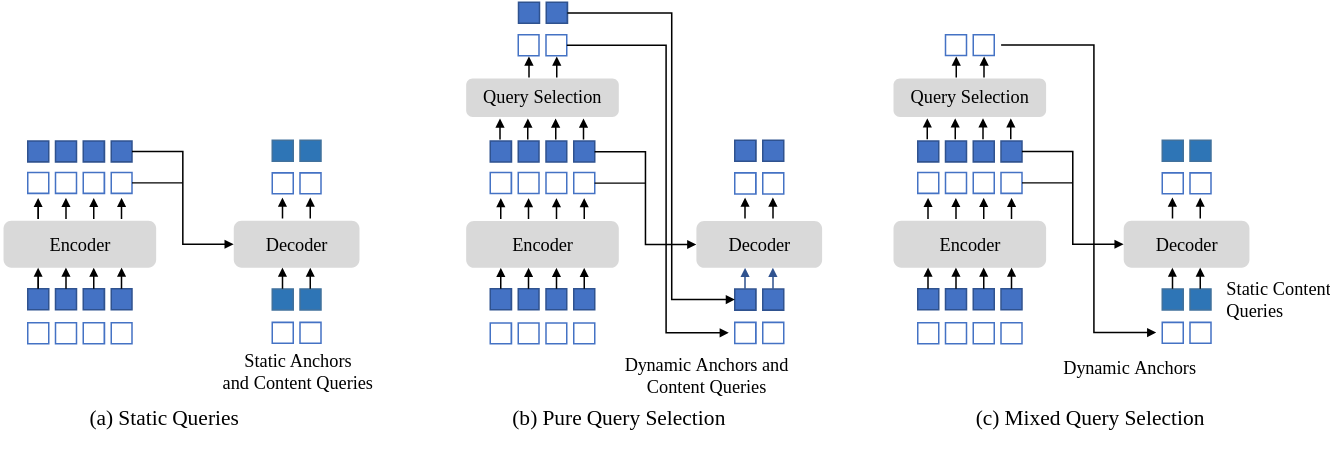 Encoder
Decoder
Static Anchors
and Content Queries
(a) Static Queries
Query Selection
Encoder
Decoder
Dynamic Anchors and
Content Queries
(b) Pure Query Selection
Query Selection
Encoder
Decoder
Static Content
Queries
Dynamic Anchors
(c) Mixed Query Selection